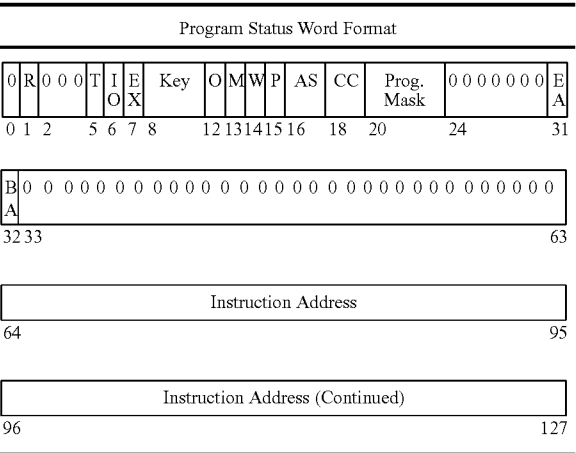 Program Status Word Format
0 R 0 0 0 T I E Key O M W P AS CC Prog. 0 0 0 0 0 0 0 E
O X Mask A
0 1 2 5 6 7 8 12 13 14 15 16 18 20 24 31
B 0 0 0 0 0 0 0 0 0 0 0 0 0 0 0 0 0 0 0 0 0 0 0 0 0 0 0 0 0 0 0
A
32 33 63
Instruction Address
64 95
Instruction Address (Continued)
96 127